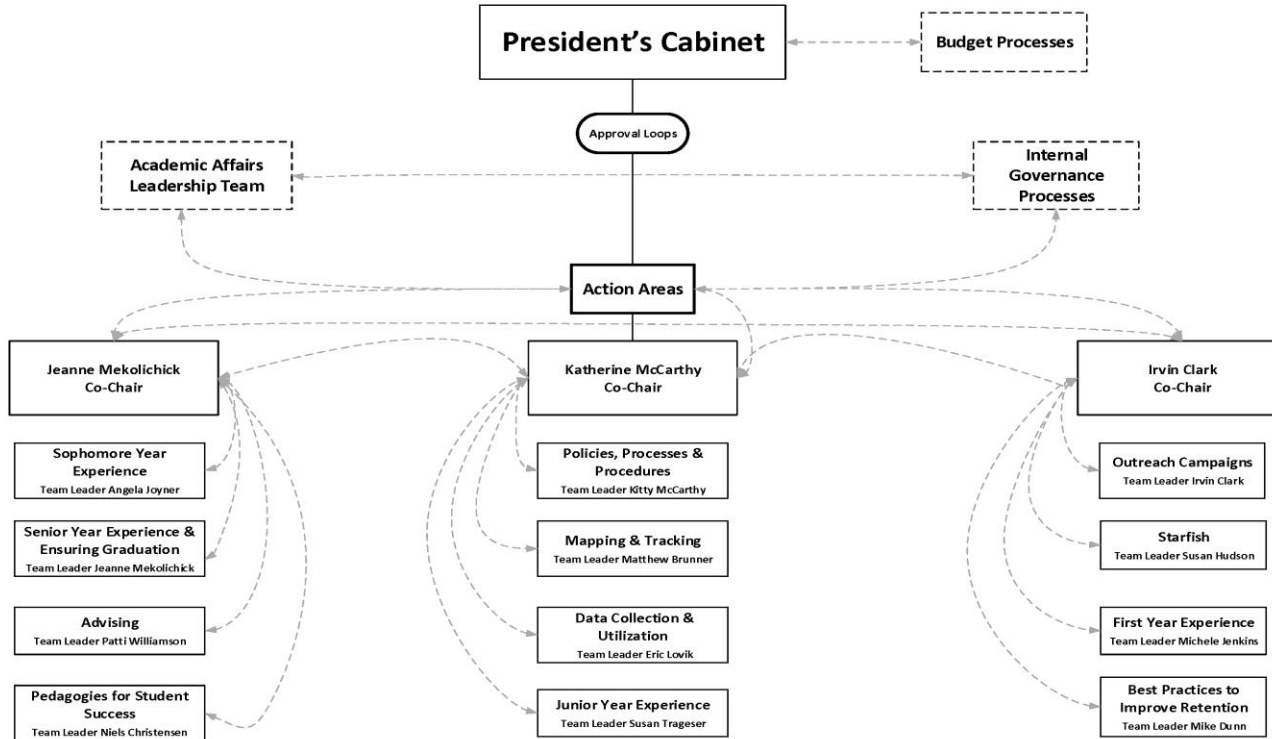 President's Cabinet
Budget Processes
Approval Loops
Academic Affairs
Leadership Team
Internal
Governance
Processes
Action Areas
Jeanne Mekolichick
Co-Chair
Katherine McCarthy
Co-Chair
Irvin Clark
Co-Chair
Sophomore Year
Experience
Team Leader Angela Joyner
Senior Year Experience &
Ensuring Graduation
Team Leader Jeanne Mekolichick
Advising
Team Leader Patti Williamson
Pedagogies for Student
Success
Team Leader Niels Christensen
Policies, Processes &
Procedures
Team Leader Kitty McCarthy
Mapping & Tracking
Team Leader Matthew Brunner
Data Collection &
Utilization
Team Leader Eric Lovik
Junior Year Experience
Team Leader Susan Trageser
Outreach Campaigns
Team Leader Irvin Clark
Starfish
Team Leader Susan Hudson
First Year Experience
Team Leader Michele Jenkins
Best Practices to
Improve Retention
Team Leader Mike Dunn